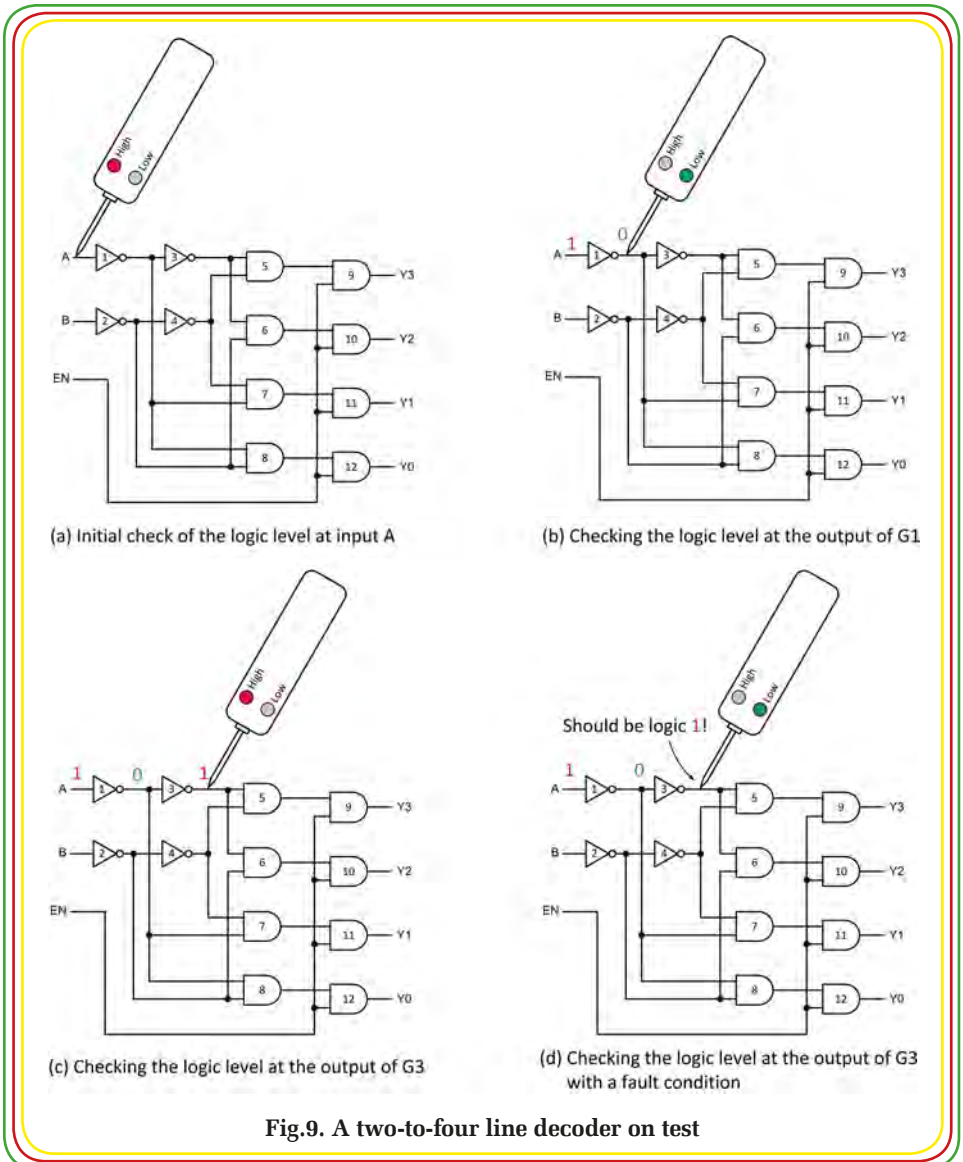 High
Low
A 1 3 5 9 Y3
B 2 4 6 10 Y2
EN 7 11 Y1
8 12 Y0
(a) Initial check of the logic level at input A
High
Low
1 0
A 1 3 5 9 Y3
B 2 4 6 10 Y2
EN 7 11 Y1
8 12 Y0
(b) Checking the logic level at the output of G1
High
Low
1 0 1
A 1 3 5 9 Y3
B 2 4 6 10 Y2
EN 7 11 Y1
8 12 Y0
(c) Checking the logic level at the output of G3
High
Low
Should be logic 1!
1 0
A 1 3 5 9 Y3
B 2 4 6 10 Y2
EN 7 11 Y1
8 12 Y0
(d) Checking the logic level at the output of G3
with a fault condition
Fig.9. A two-to-four line decoder on test